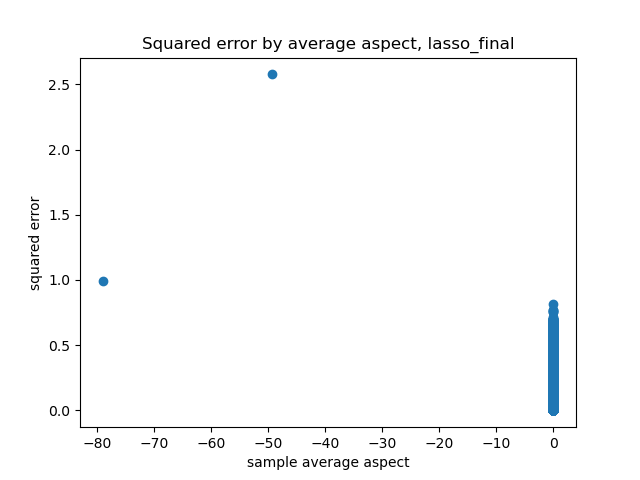 Squared error by average aspect, lasso_final
squared error
2.5
2.0
1.5
1.0
0.5
0.0
−80 −70 −60 −50 −40 −30 −20 −10 0
sample average aspect